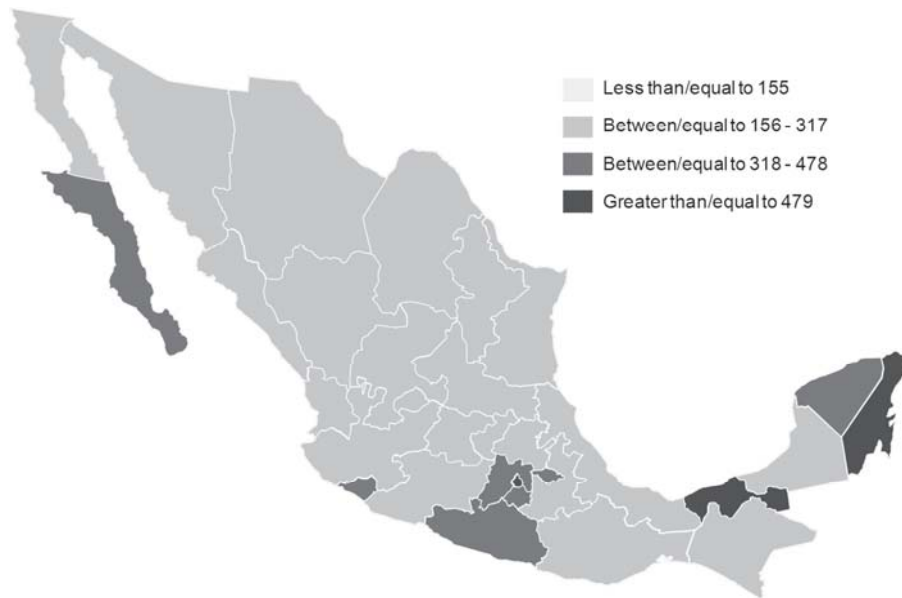 Less than/equal to 155
Between/equal to 156 - 317
Between/equal to 318 - 478
Greater than/equal to 479